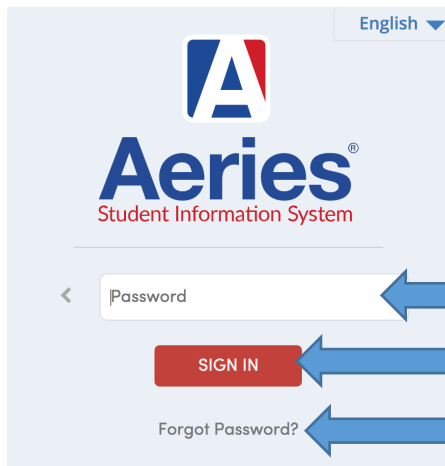 English
A
Aeries®
Student Information System
Password
SIGN IN
Forgot Password?